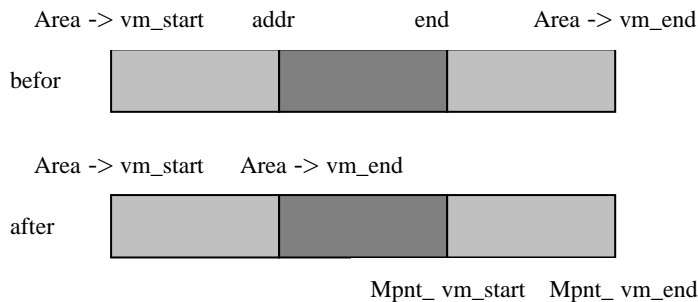 Area -> vm_start addr end Area -> vm_end
befor
Area -> vm_start Area -> vm_end
after
Mpnt_ vm_start Mpnt_ vm_end